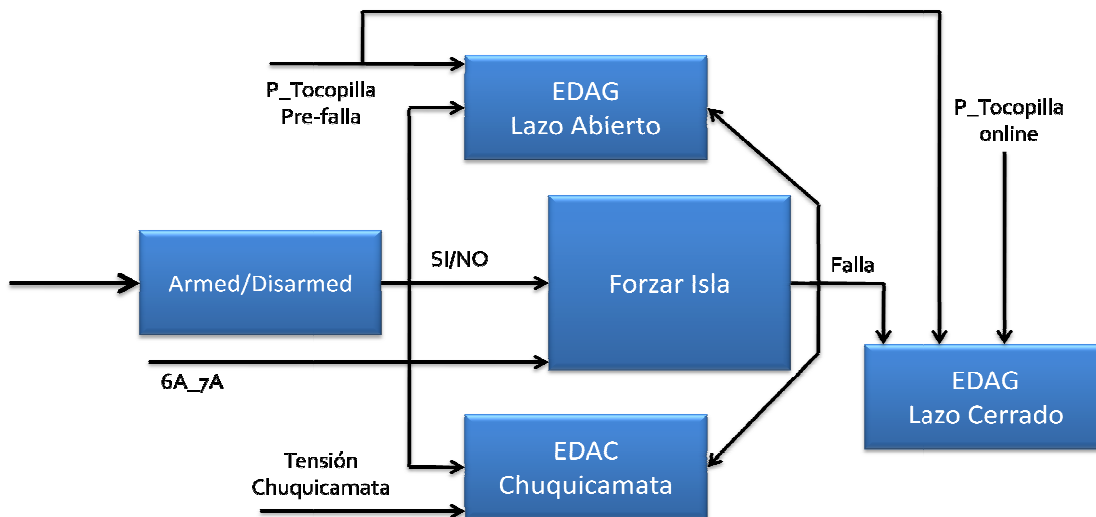 P_Tocopilla
Pre-falla
EDAG
Lazo Abierto
P_Tocopilla
online
Armed/Disarmed
SI/NO
Forzar Isla
Falla
6A_7A
EDAG
Lazo Cerrado
Tensión
Chuquicamata
EDAC
Chuquicamata